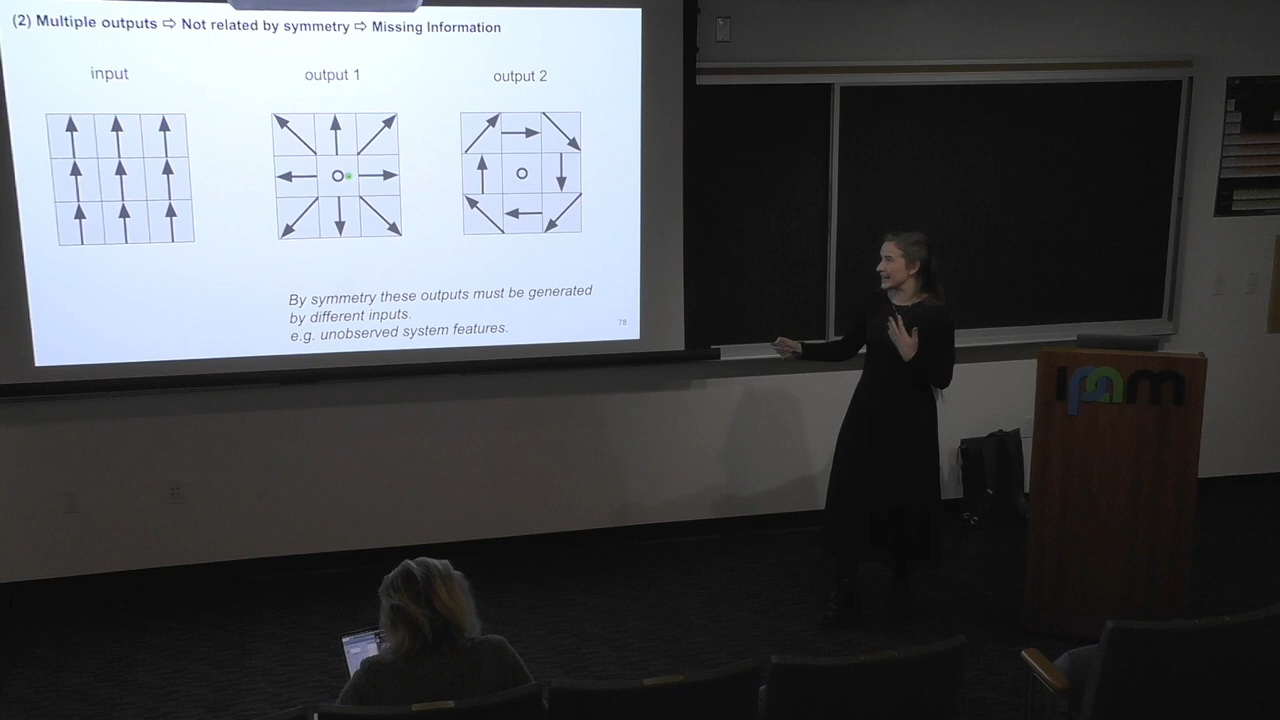 (2) Multiple outputs ⇨ Not related by symmetry ⇨ Missing Information
input
output 1
output 2
By symmetry these outputs must be generated
by different inputs.
e.g. unobserved system features.
78
ipam